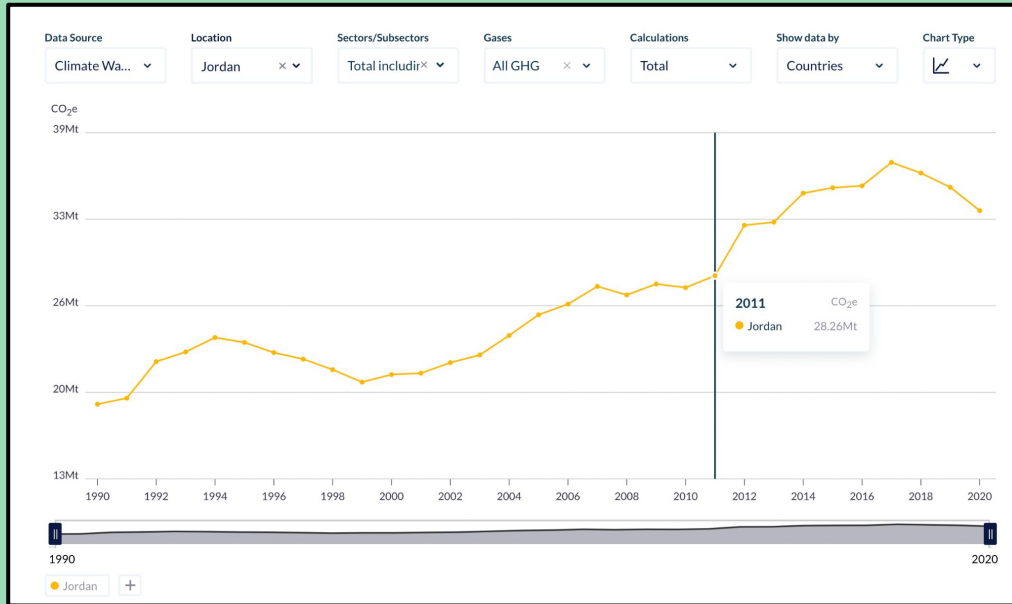 Data Source Location Sectors/Subsectors Gases Calculations Show data by Chart Type
Climate Wa... Jordan × Total includir× All GHG × Total Countries
CO₂e
39Mt
33Mt
26Mt
2011 CO₂e
Jordan 28.26Mt
20Mt
13Mt
1990 1992 1994 1996 1998 2000 2002 2004 2006 2008 2010 2012 2014 2016 2018 2020
1990 2020
Jordan +